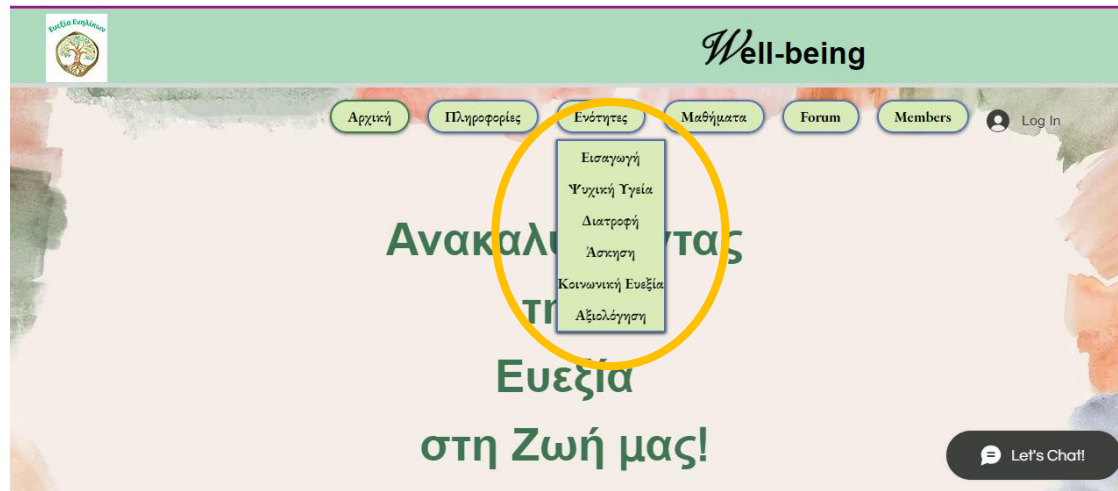 Ευεξία Ενηλίκων
Well-being
Αρχική Πληροφορίες Ενότητες Μαθήματα Forum Members Log In
Εισαγωγή
Ψυχική Υγεία
Διατροφή
Άσκηση
Κοινωνική Ευεξία
Αξιολόγηση
Ευεξία
στη Ζωή μας!
Let's Chat!